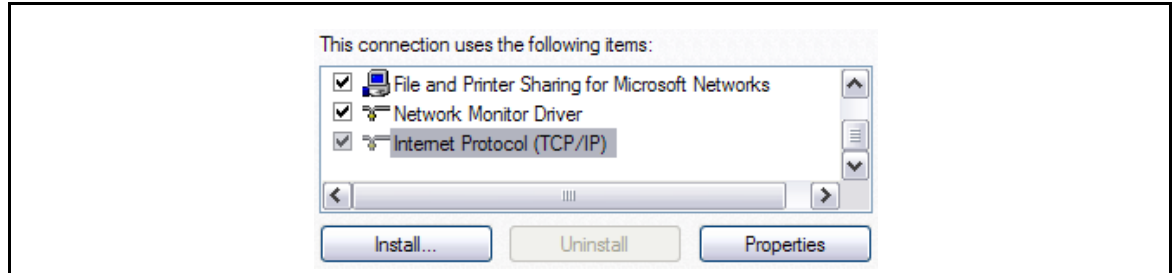 This connection uses the following items:
File and Printer Sharing for Microsoft Networks
Network Monitor Driver
Internet Protocol (TCP/IP)
Install... Uninstall Properties